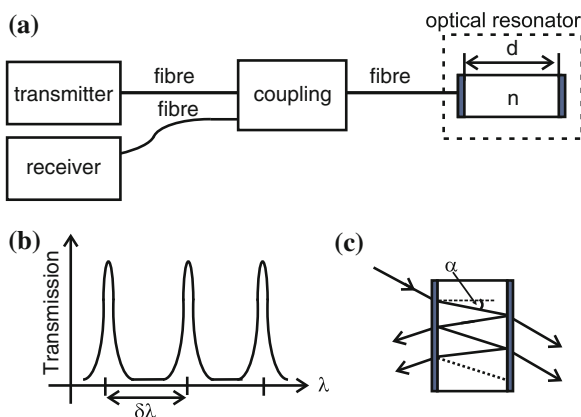 (a)
optical resonator
transmitter
fibre
fibre
coupling
fibre
d
n
receiver
(b)
Transmission
λ
δλ
(c)
α